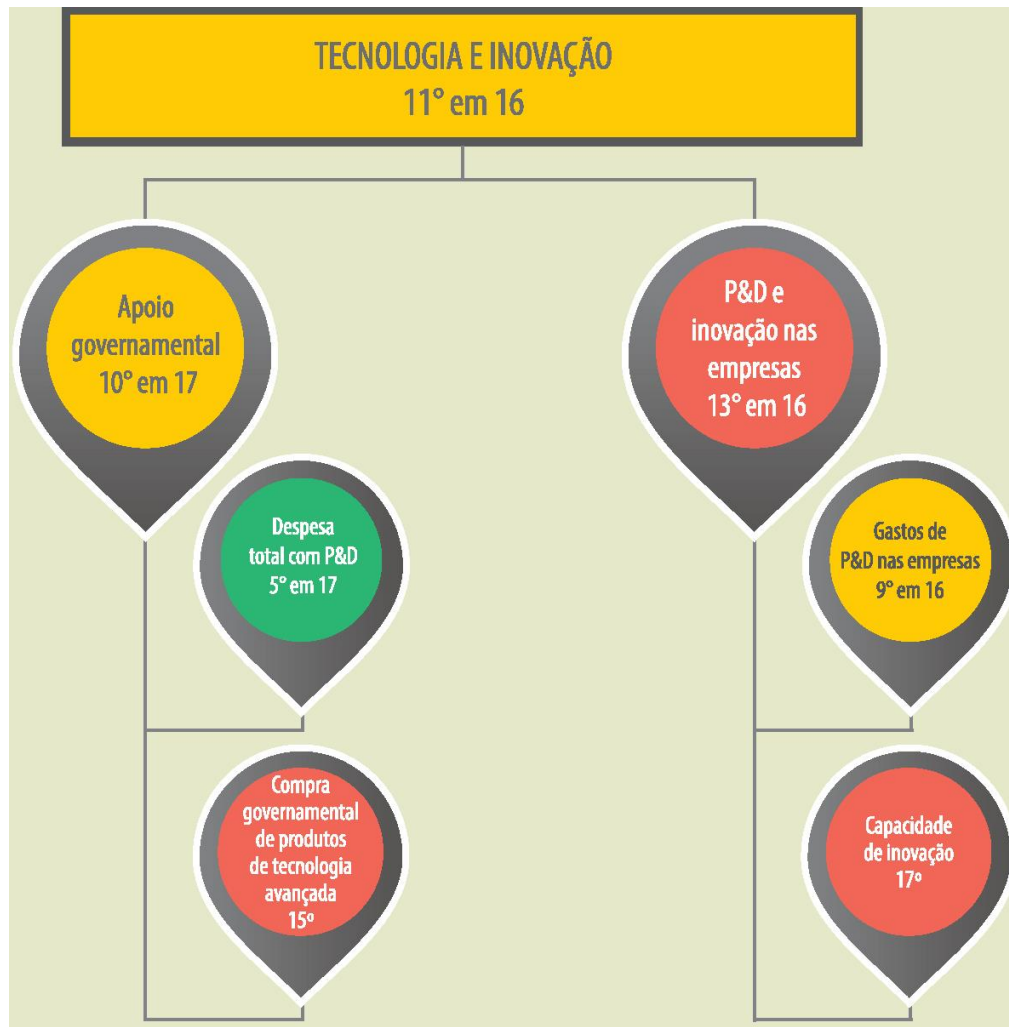 TECNOLOGIA E INOVAÇÃO
11° em 16
Apoio
governamental
10° em 17
P&D e
inovação nas
empresas
13° em 16
Despesa
total com P&D
5° em 17
Gastos de
P&D nas empresas
9° em 16
Compra
governamental
de produtos
de tecnologia
avançada
15º
Capacidade
de inovação
17º